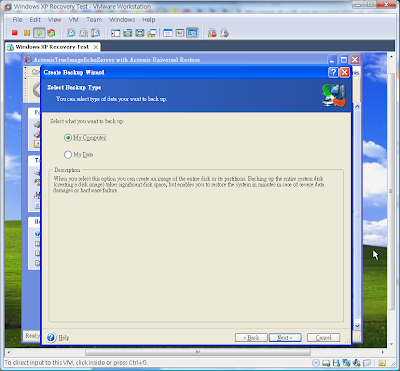 Windows XP Recovery Test - VMware Workstation
File Edit View VM Team Windows Help
Windows XP Recovery Test
AcronisTrueImageEchoServer with Acronis Universal Restore
Create Backup Wizard
Select Backup Type
You can select type of data your want to back up.
Select what you want to back up:
My Computer
My Data
Description
When you select this option you can create an image of the entire disk or its partitions. Backing up the entire system disk
(creating a disk image) takes significant disk space, but enables you to restore the system in minutes in case of severe data
damages or hardware failure.
Ready
Help
< Back
Next >
Cancel
To direct input to this VM, click inside or press Ctrl+G.